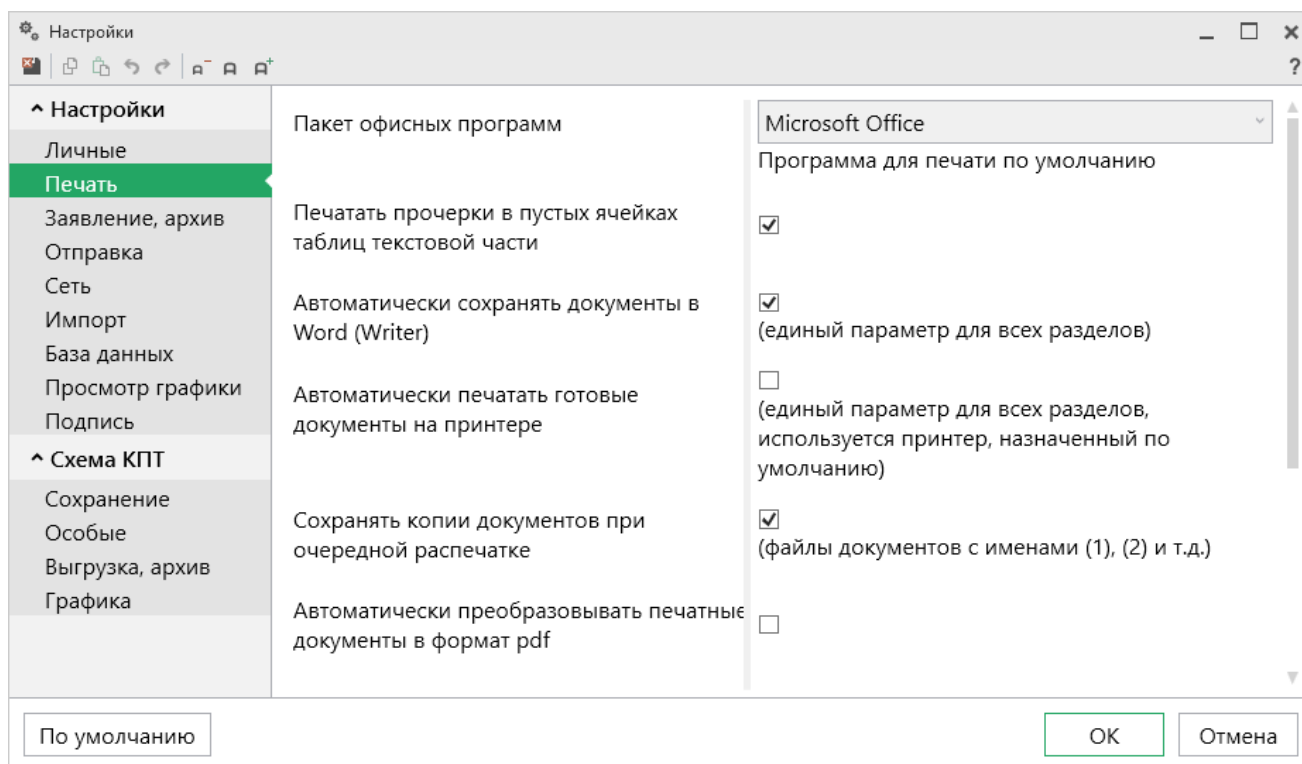 Настройки
?
Настройки
Личные
Печать
Заявление, архив
Отправка
Сеть
Импорт
База данных
Просмотр графики
Подпись
Схема КПТ
Сохранение
Особые
Выгрузка, архив
Графика
Пакет офисных программ
Microsoft Office
Программа для печати по умолчанию
Печатать прочерки в пустых ячейках
таблиц текстовой части
Автоматически сохранять документы в
Word (Writer)
(единый параметр для всех разделов)
Автоматически печатать готовые
документы на принтере
(единый параметр для всех разделов,
используется принтер, назначенный по
умолчанию)
Сохранять копии документов при
очередной распечатке
(файлы документов с именами (1), (2) и т.д.)
Автоматически преобразовывать печатные
документы в формат pdf
По умолчанию
ОК
Отмена